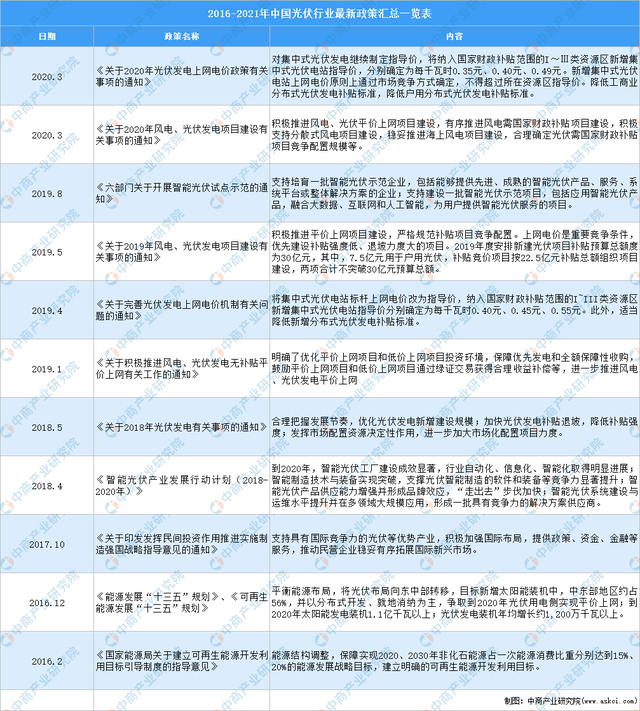 2016-2021年中国光伏行业最新政策汇总一览表
日期
政策名称
内容
2020.3
《关于2020年光伏发电上网电价政策有关
事项的通知》
对集中式光伏发电继续制定指导价，将纳入国家财政补贴范围的I～Ⅲ类资源区新增集
中式光伏电站指导价，分别确定为每千瓦时0.35元、0.40元、0.49元。新增集中式光伏
电站上网电价原则上通过市场竞争方式确定，不得超过所在资源区指导价。降低工商业
分布式光伏发电补贴标准，降低户用分布式光伏发电补贴标准。
2020.3
《关于2020年风电、光伏发电项目建设有
关事项的通知》
积极推进风电、光伏平价上网项目建设，有序推进风电需国家财政补贴项目建设，积极
支持分散式风电项目建设，稳妥推进海上风电项目建设，合理确定光伏需国家财政补贴
项目竞争配置规模等。
2019.8
《六部门关于开展智能光伏试点示范的通
知》
支持培育一批智能光伏示范企业，包括能够提供先进、成熟的智能光伏产品、服务、系
统平台或整体解决方案的企业；支持建设一批智能光伏示范项目，包括应用智能光伏产
品，融合大数据、互联网和人工智能，为用户提供智能光伏服务的项目。
2019.5
《关于2019年风电、光伏发电项目建设有
关事项的通知》
积极推进平价上网项目建设，严格规范补贴项目竞争配置。上网电价是重要竞争条件，
优先建设补贴强度低、退坡力度大的项目。2019年度安排新建光伏项目补贴预算总额度
为30亿元，其中，7.5亿元用于户用光伏，补贴竞价项目按22.5亿元补贴总额组织项目
建设，两项合计不突破30亿元预算总额。
2019.4
《关于完善光伏发电上网电价机制有关问
题的通知》
将集中式光伏电站标杆上网电价改为指导价，纳入国家财政补贴范围的I~III类资源区
新增集中式光伏电站指导价分别确定为每千瓦时0.40元、0.45元、0.55元。此外，适当
降低新增分布式光伏发电补贴标准。
2019.1
《关于积极推进风电、光伏发电无补贴平
价上网有关工作的通知》
明确了优化平价上网项目和低价上网项目投资环境，保障优先发电和全额保障性收购，
鼓励平价上网项目和低价上网项目通过绿证交易获得合理收益补偿等，进一步推进风电
、光伏发电平价上网
2018.5
《关于2018年光伏发电有关事项的通知》
合理把握发展节奏，优化光伏发电新增建设规模；加快光伏发电补贴退坡，降低补贴强
度；发挥市场配置资源决定性作用，进一步加大市场化配置项目力度。
2018.4
《智能光伏产业发展行动计划（2018-
2020年）》
到2020年，智能光伏工厂建设成效显著，行业自动化、信息化、智能化取得明显进展；
智能制造技术与装备实现突破，支撑光伏智能制造的软件和装备等竞争力显著提升；智
能光伏产品供应能力增强并形成品牌效应，“走出去”步伐加快；智能光伏系统建设与
运维水平提升并在多领域大规模应用，形成一批具有竞争力的解决方案供应商。
2017.10
《关于印发发挥民间投资作用推进实施制
造强国战略指导意见的通知》
支持具有国际竞争力的光伏等优势产业，积极加强国际布局，提供政策、资金、金融等
服务，推动民营企业稳妥有序拓展国际新兴市场。
2016.12
《能源发展“十三五”规划》、《可再生
能源发展“十三五”规划》
平衡能源布局，将光伏布局向东中部转移，目标新增太阳能装机中，中东部地区约占
56%，并以分布式开发、就地消纳为主，争取到2020年光伏用电侧实现平价上网；到
2020年太阳能发电装机1.1亿千瓦以上；光伏发电装机年均增长约1,200万千瓦以上。
2016.2
《国家能源局关于建立可再生能源开发利
用目标引导制度的指导意见》
能源结构调整，保障实现2020、2030年非化石能源占一次能源消费比重分别达到15%、
20%的能源发展战略目标，建立明确的可再生能源开发利用目标。
制图：中商产业研究院(www.askci.com)